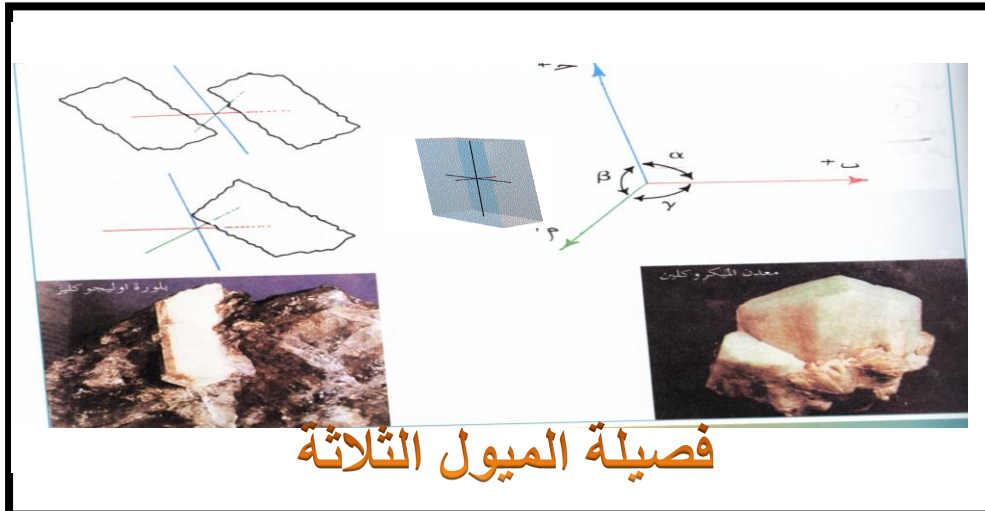 +ج
α
+ب
β
γ
معدن الميكروكلين
بلورة اوليجوكليز
فصيلة الميول الثلاثة